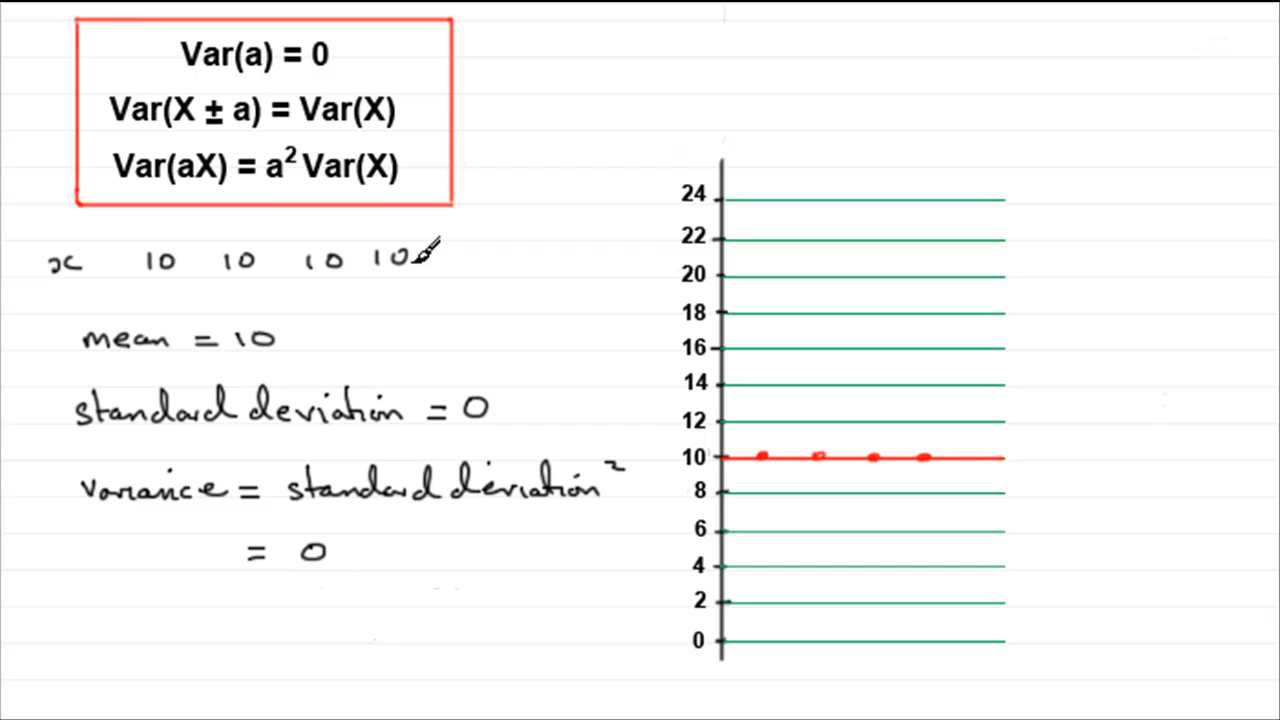 Var(a) = 0
Var(X ± a) = Var(X)
Var(aX) = a² Var(X)
x 10 10 10 10
mean = 10
standard deviation = 0
variance = standard deviation²
= 0
24
22
20
18
16
14
12
10
8
6
4
2
0